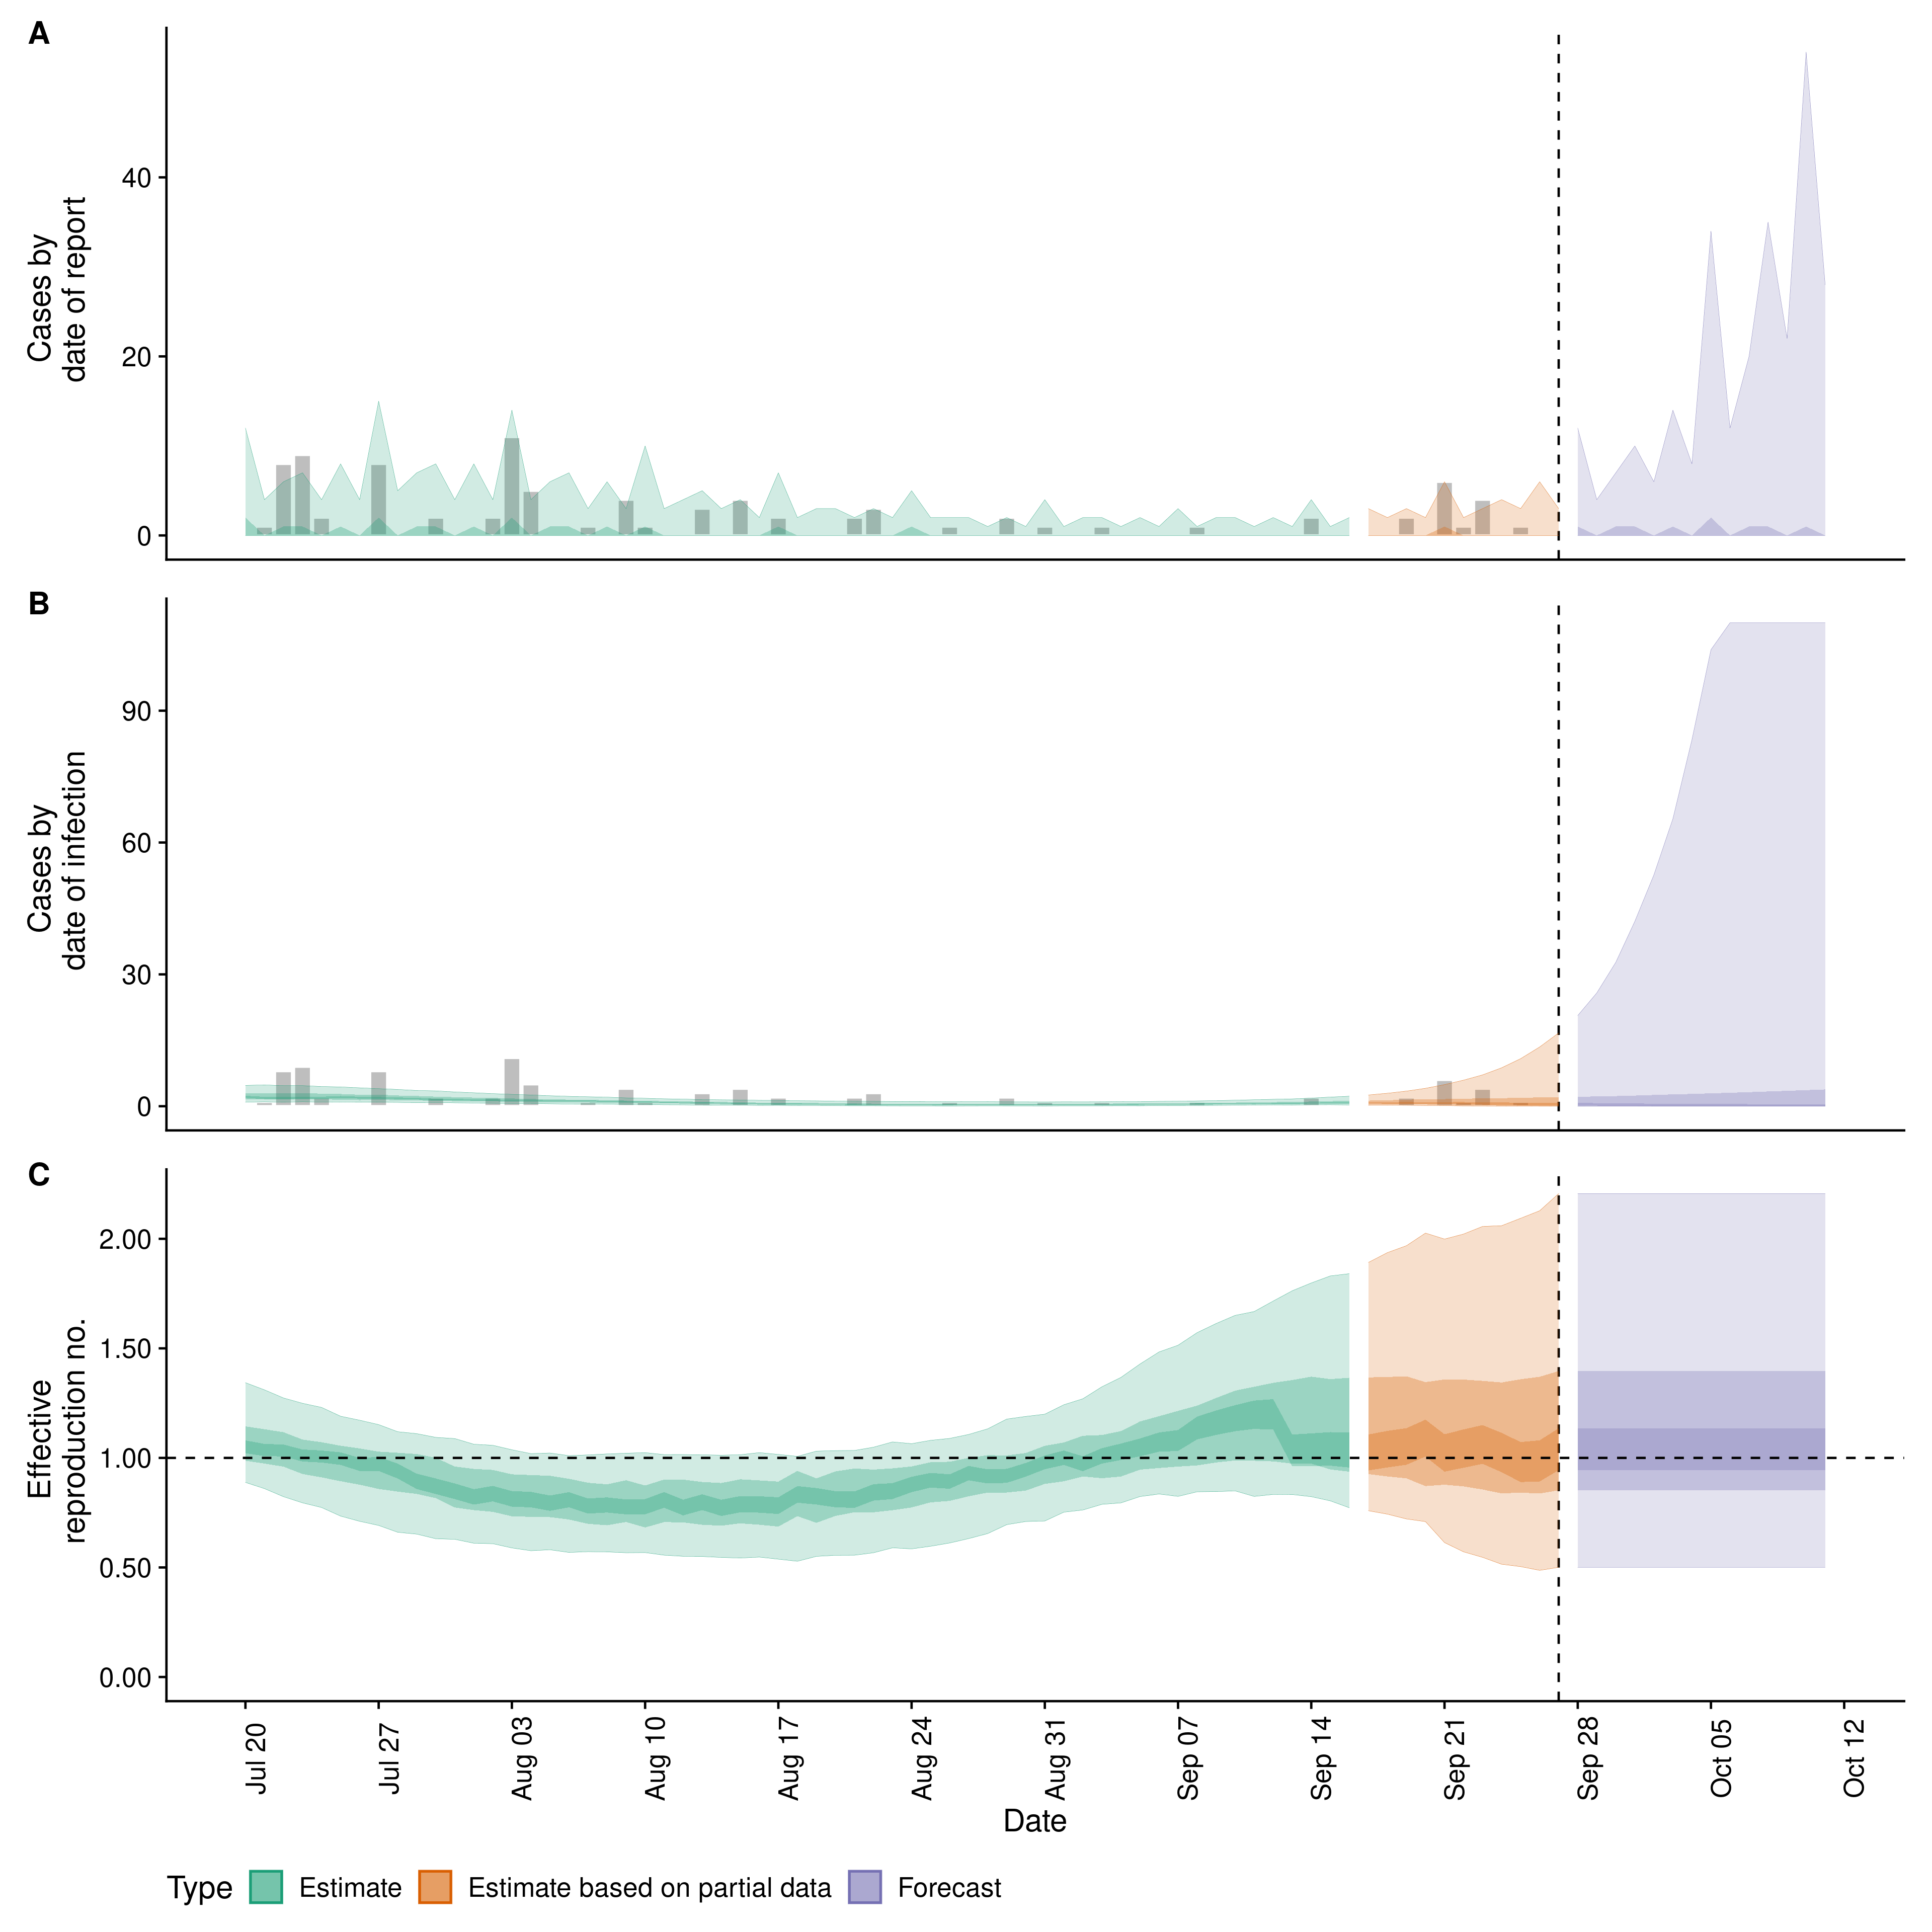 A
Cases by
date of report
40
20
0
B
Cases by
date of infection
90
60
30
0
C
Effective
reproduction no.
2.00
1.50
1.00
0.50
0.00
Jul 20
Jul 27
Aug 03
Aug 10
Aug 17
Aug 24
Aug 31
Sep 07
Sep 14
Sep 21
Sep 28
Oct 05
Oct 12
Date
Type Estimate Estimate based on partial data Forecast